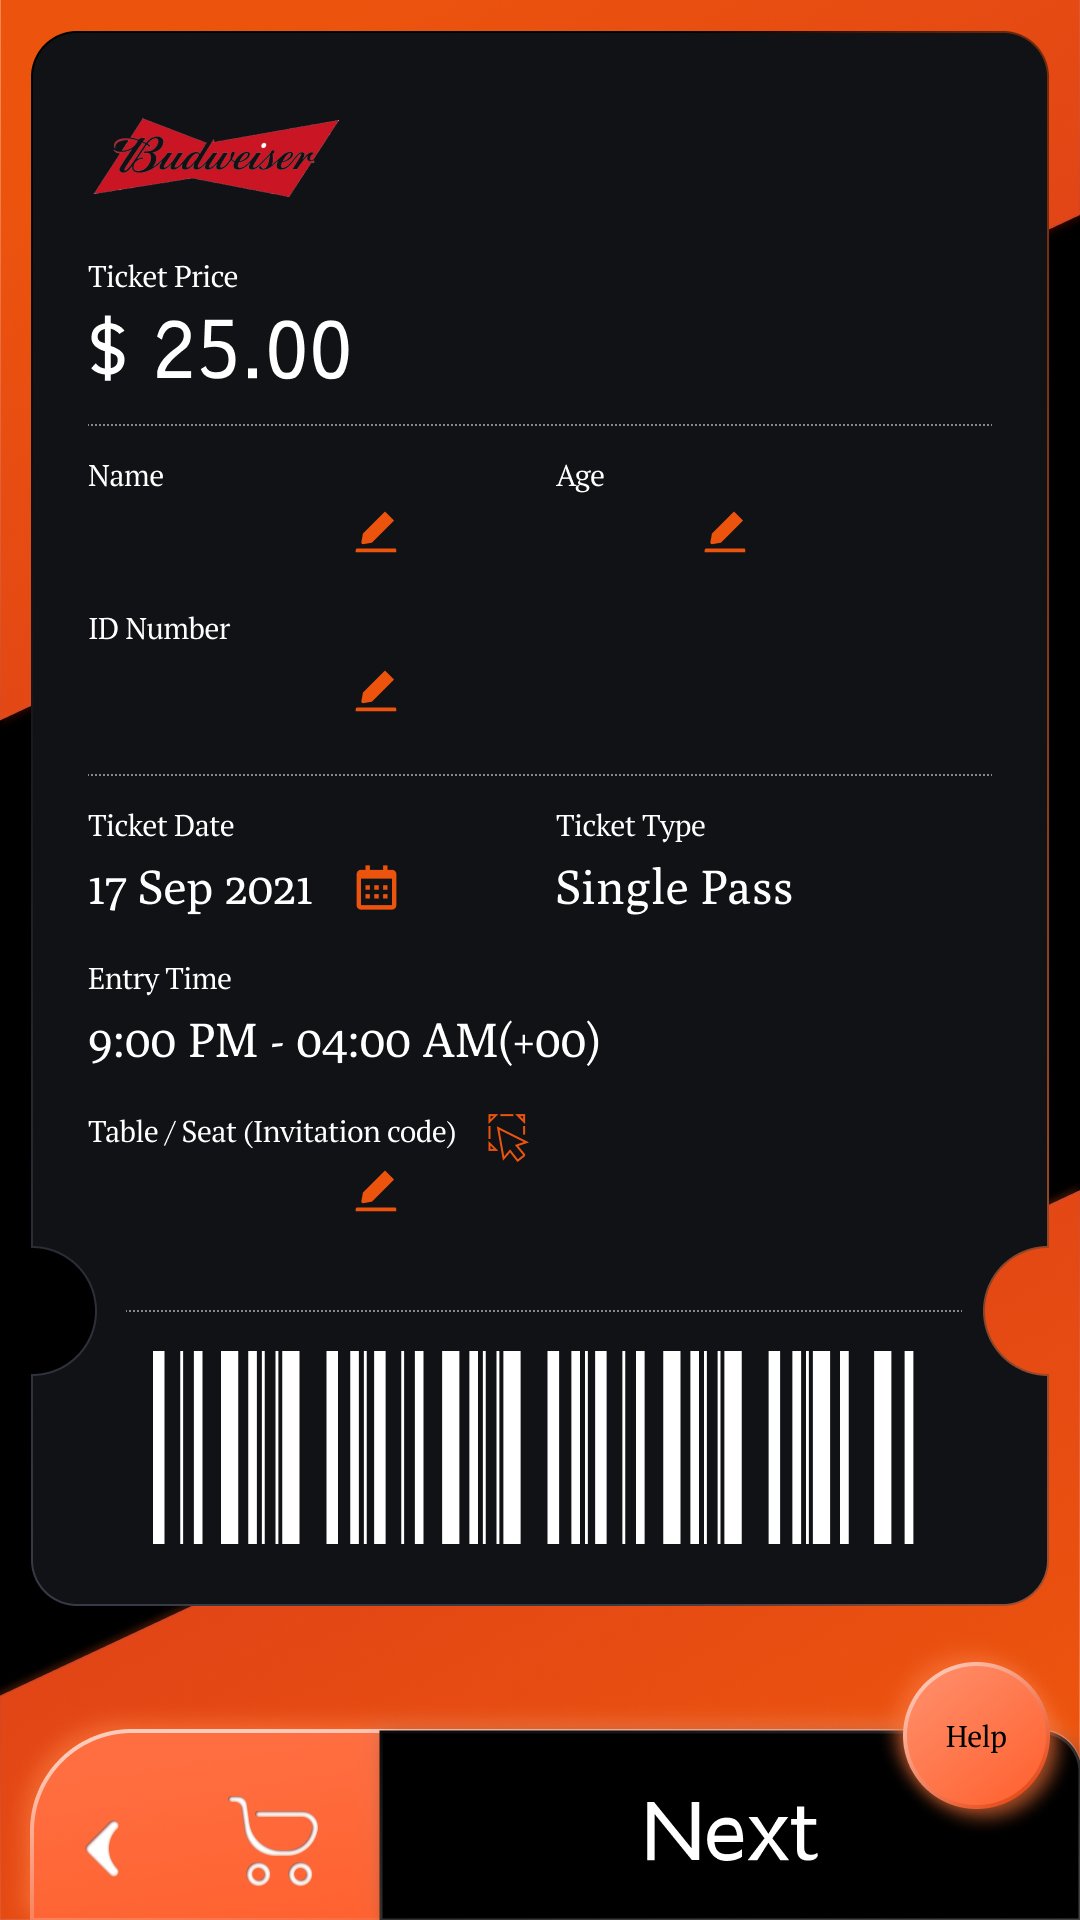 Budweiser
Ticket Price
$ 25.00
Name
Age
ID Number
Ticket Date
Ticket Type
17 Sep 2021
Single Pass
Entry Time
9:00 PM - 04:00 AM(+00)
Table / Seat (Invitation code)
Help
Next